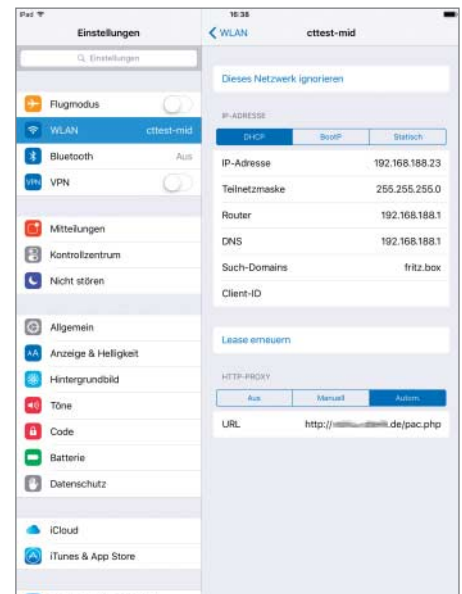 iPad
16:38
Einstellungen
Einstellungen
Flugmodus
WLAN cttest-mid
Bluetooth Aus
VPN VPN
Mitteilungen
Kontrollzentrum
Nicht stören
Allgemein
AA Anzeige & Helligkeit
Hintergrundbild
Töne
Code
Batterie
Datenschutz
iCloud
iTunes & App Store
WLAN cttest-mid
Dieses Netzwerk ignorieren
IP-ADRESSE
DHCP BootP Statisch
IP-Adresse 192.168.188.23
Teilnetzmaske 255.255.255.0
Router 192.168.188.1
DNS 192.168.188.1
Such-Domains fritz.box
Client-ID
Lease erneuern
HTTP-PROXY
Aus Manuell Autom.
URL http:// .de/pac.php